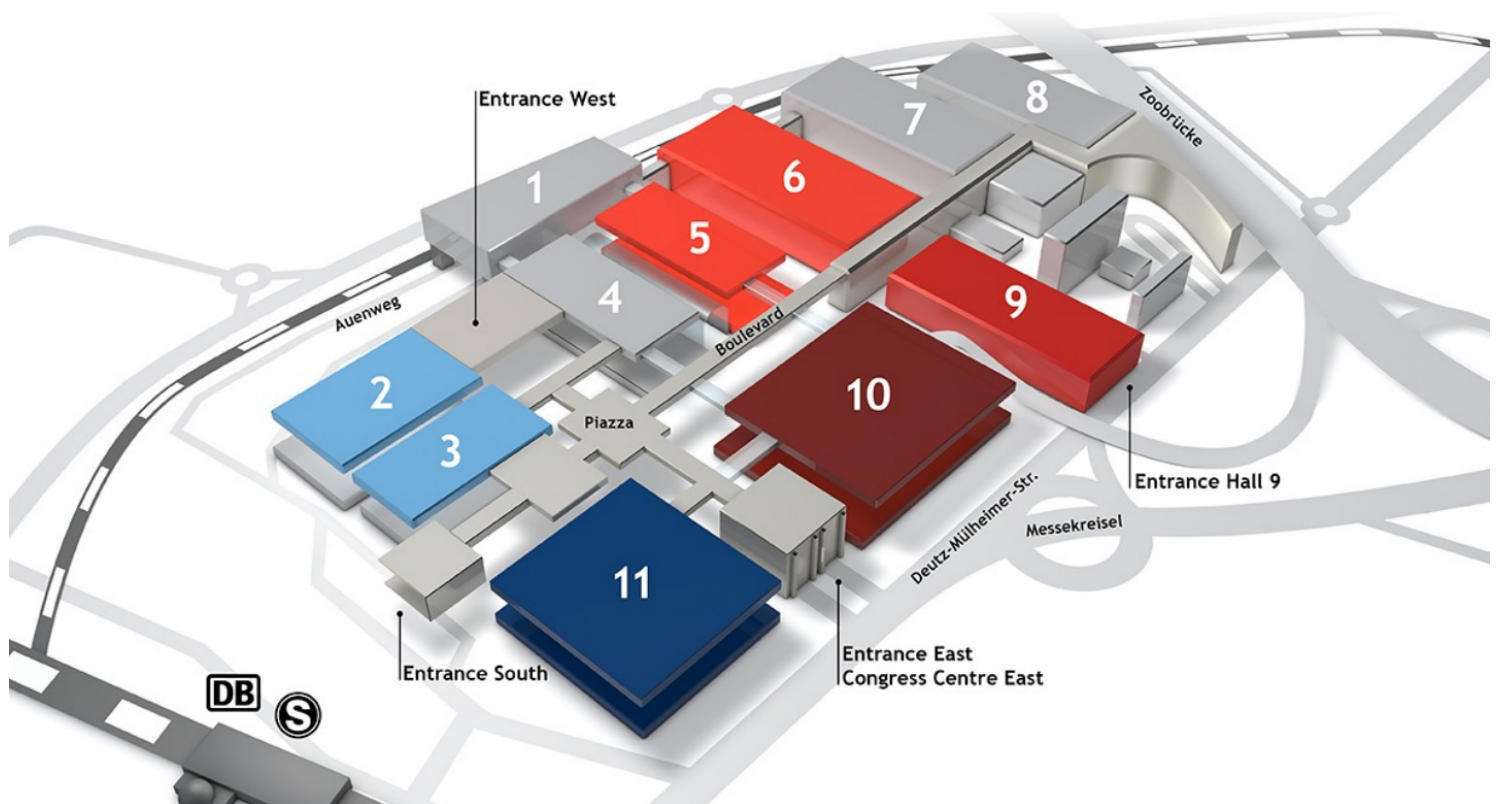 Entrance West
8
7
Zoobrücke
1
6
5
4
9
Auenweg
Boulevard
2
10
3
Piazza
Entrance Hall 9
Deutz-Mülheimer-Str.
Messekreisel
11
Entrance East
Congress Centre East
Entrance South
DB
S